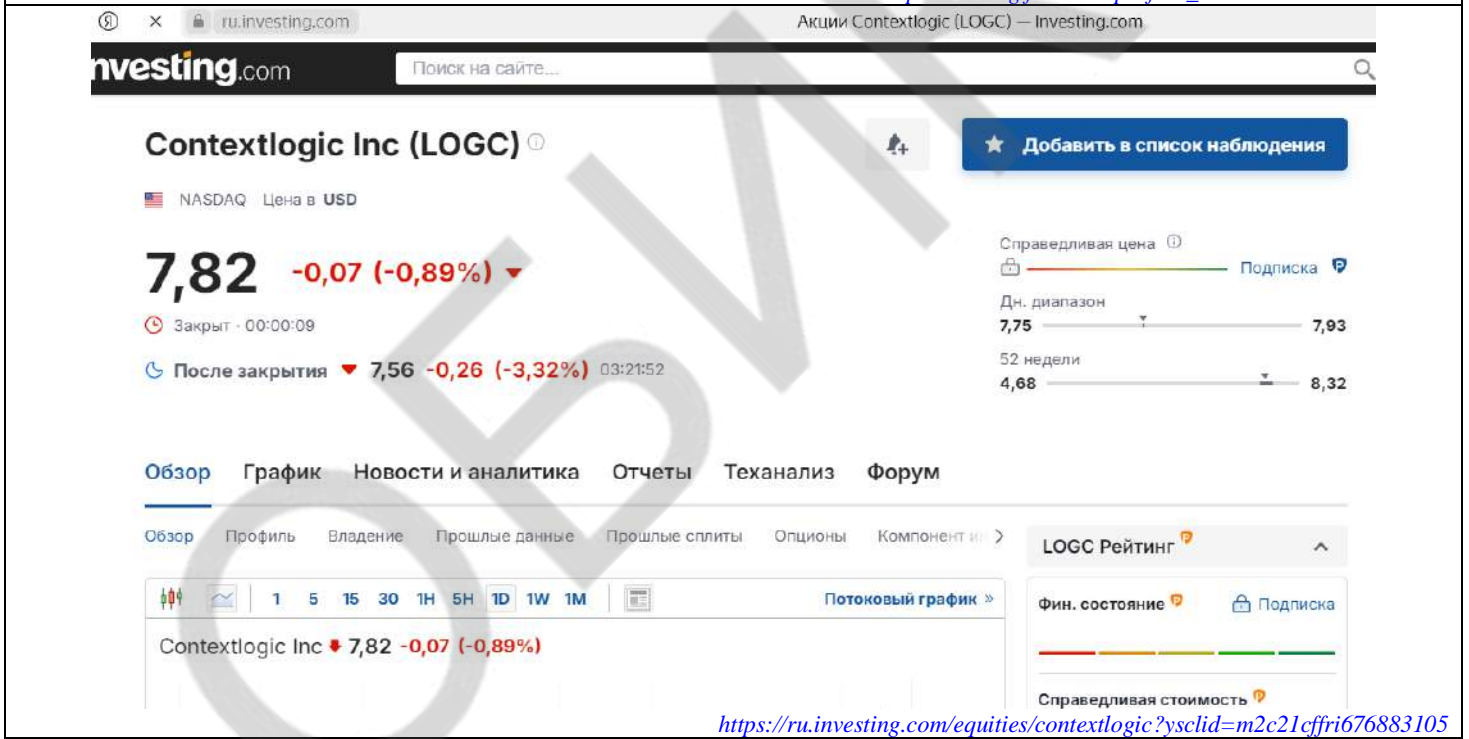 Ⓨ × ru.investing.com Акции Contextlogic (LOGC) — Investing.com
nvesting.com Поиск на сайте...
Contextlogic Inc (LOGC)
Добавить в список наблюдения
NASDAQ Цена в USD
7,82 -0,07 (-0,89%)
Закрыт · 00:00:09
После закрытия 7,56 -0,26 (-3,32%) 03:21:52
Справедливая цена
Подписка
Дн. диапазон
7,75 7,93
52 недели
4,68 8,32
Обзор График Новости и аналитика Отчеты Теханализ Форум
Обзор Профиль Владение Прошлые данные Прошлые сплиты Опционы Компонент
1 5 15 30 1H 5H 1D 1W 1M Потоковый график »
Contextlogic Inc 7,82 -0,07 (-0,89%)
LOGC Рейтинг
Фин. состояние Подписка
Справедливая стоимость
https://ru.investing.com/equities/contextlogic?ysclid=m2c21cffri676883105
ОБИК